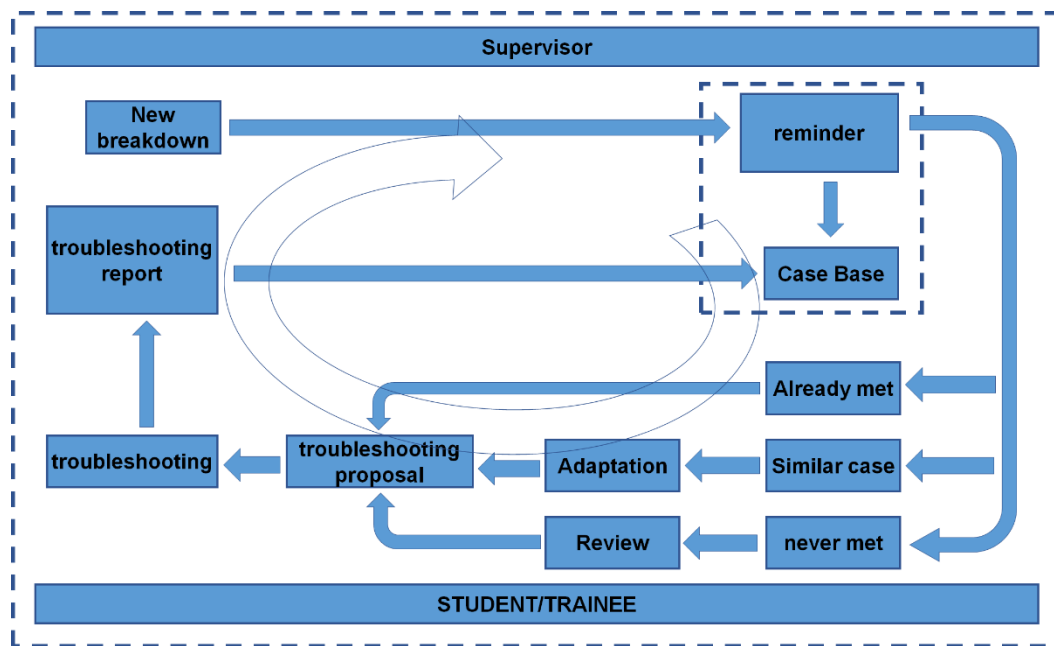 Supervisor
New
breakdown
reminder
troubleshooting
report
Case Base
Already met
troubleshooting
troubleshooting
proposal
Adaptation
Similar case
Review
never met
STUDENT/TRAINEE